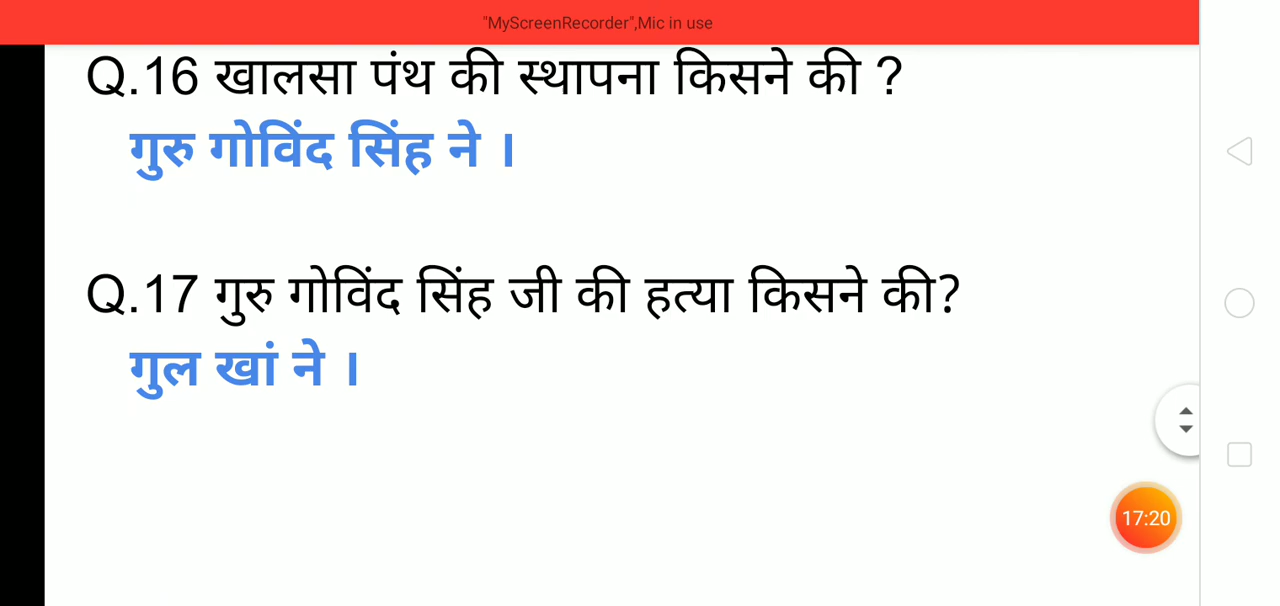 "MyScreenRecorder",Mic in use
Q.16 खालसा पंथ की स्थापना किसने की ?
गुरु गोविंद सिंह ने ।
Q.17 गुरु गोविंद सिंह जी की हत्या किसने की?
गुल खां ने ।
17:20